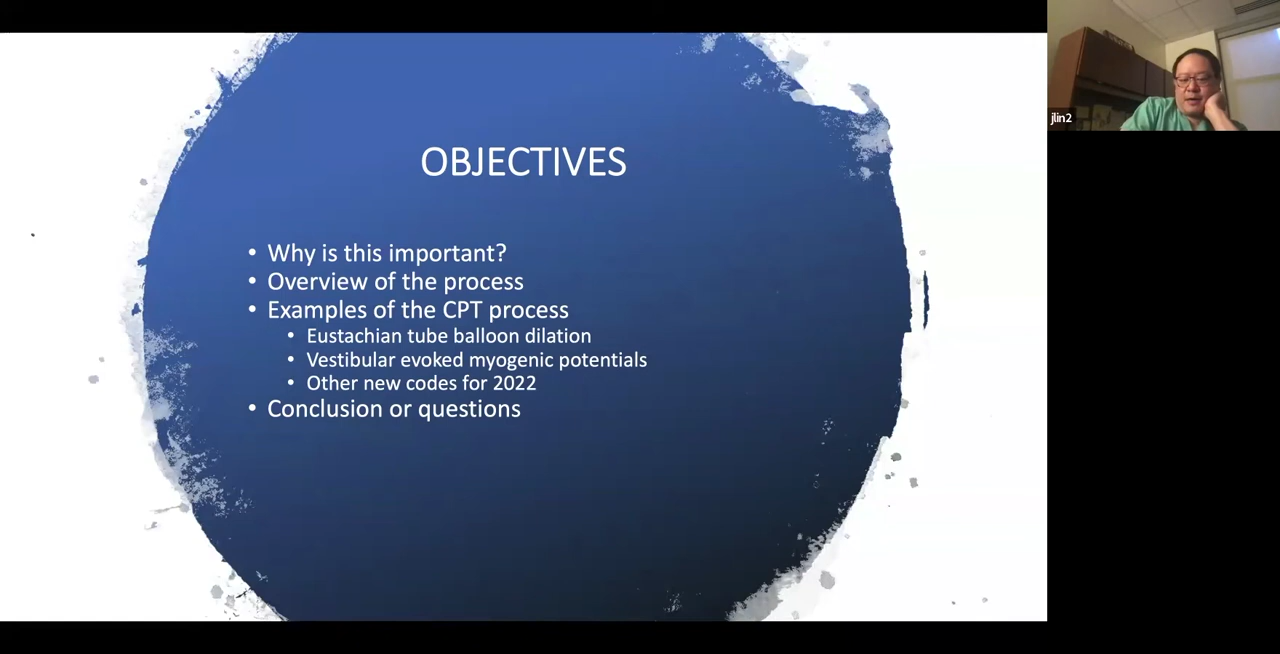 OBJECTIVES
• Why is this important?
• Overview of the process
• Examples of the CPT process
• Eustachian tube balloon dilation
• Vestibular evoked myogenic potentials
• Other new codes for 2022
• Conclusion or questions
jlin2